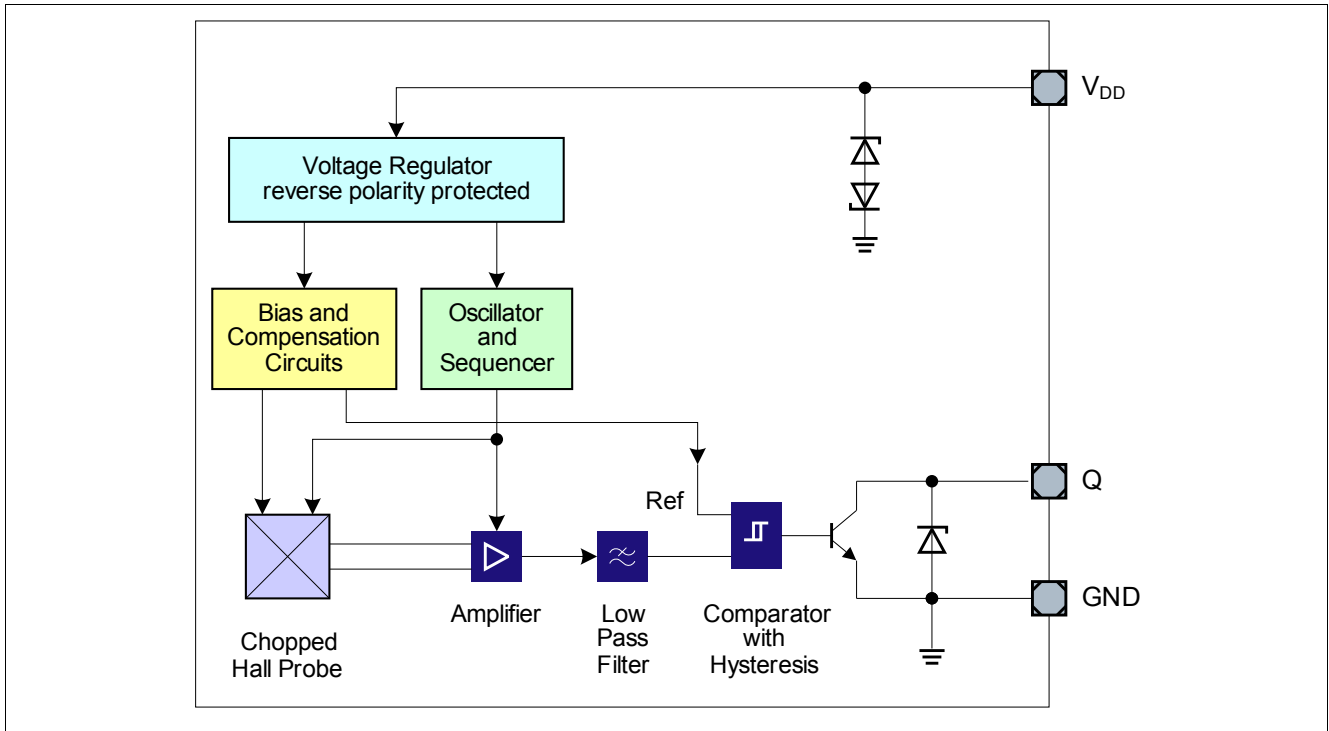 V_DD
Voltage Regulator
reverse polarity protected
Bias and
Compensation
Circuits
Oscillator
and
Sequencer
Ref
Q
GND
Amplifier
Low
Pass
Filter
Comparator
with
Hysteresis
Chopped
Hall Probe